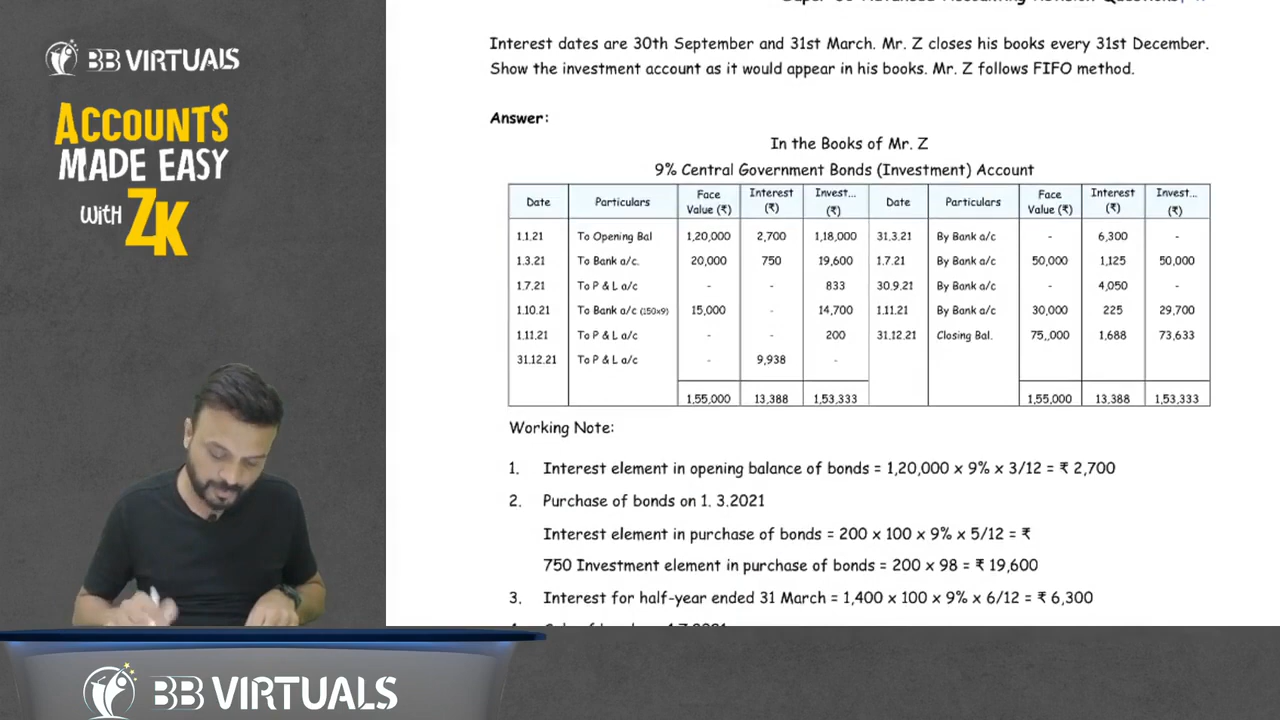 BB VIRTUALS
ACCOUNTS
MADE EASY
with ZK
Interest dates are 30th September and 31st March. Mr. Z closes his books every 31st December.
Show the investment account as it would appear in his books. Mr. Z follows FIFO method.
Answer:
In the Books of Mr. Z
9% Central Government Bonds (Investment) Account
Date Particulars Face Value (₹) Interest (₹) Invest... (₹) Date Particulars Face Value (₹) Interest (₹) Invest... (₹)
1.1.21 To Opening Bal 1,20,000 2,700 1,18,000 31.3.21 By Bank a/c - 6,300 -
1.3.21 To Bank a/c. 20,000 750 19,600 1.7.21 By Bank a/c 50,000 1,125 50,000
1.7.21 To P & L a/c - - 833 30.9.21 By Bank a/c - 4,050 -
1.10.21 To Bank a/c (150x9) 15,000 - 14,700 1.11.21 By Bank a/c 30,000 225 29,700
1.11.21 To P & L a/c - - 200 31.12.21 Closing Bal. 75,,000 1,688 73,633
31.12.21 To P & L a/c - 9,938 -
1,55,000 13,388 1,53,333 1,55,000 13,388 1,53,333
Working Note:
1. Interest element in opening balance of bonds = 1,20,000 x 9% x 3/12 = ₹ 2,700
2. Purchase of bonds on 1. 3.2021
Interest element in purchase of bonds = 200 x 100 x 9% x 5/12 = ₹
750 Investment element in purchase of bonds = 200 x 98 = ₹ 19,600
3. Interest for half-year ended 31 March = 1,400 x 100 x 9% x 6/12 = ₹ 6,300
BB VIRTUALS